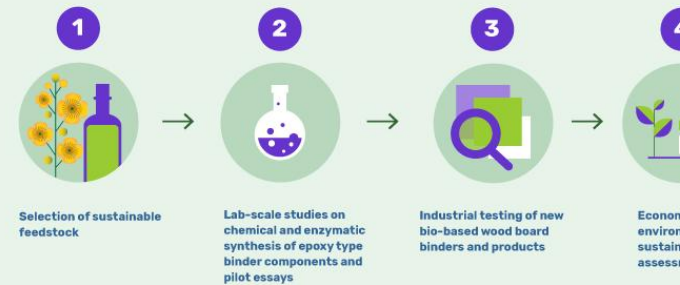 1
2
3
4
Selection of sustainable
feedstock
Lab-scale studies on
chemical and enzymatic
synthesis of epoxy type
binder components and
pilot essays
Industrial testing of new
bio-based wood board
binders and products